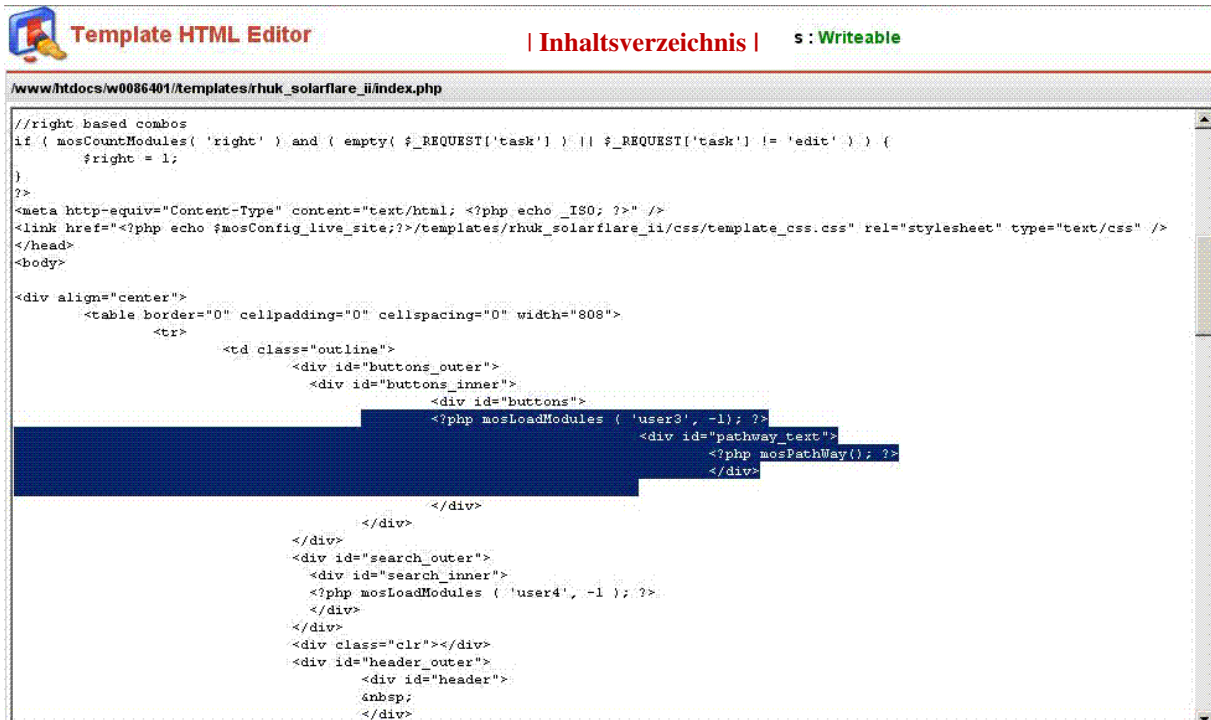 Template HTML Editor | Inhaltsverzeichnis | s : Writeable
/www/htdocs/w0086401//templates/rhuk_solarflare_ii/index.php
//right based combos
if ( mosCountModules( 'right' ) and ( empty( $_REQUEST['task'] ) || $_REQUEST['task'] != 'edit' ) ) {
$right = 1;
}
?>
<meta http-equiv="Content-Type" content="text/html; <?php echo _ISO; ?>" />
<link href="<?php echo $mosConfig_live_site;?>/templates/rhuk_solarflare_ii/css/template_css.css" rel="stylesheet" type="text/css" />
</head>
<body>
<div align="center">
<table border="0" cellpadding="0" cellspacing="0" width="808">
<tr>
<td class="outline">
<div id="buttons_outer">
<div id="buttons_inner">
<div id="buttons">
<?php mosLoadModules ( 'user3', -1); ?>
<div id="pathway_text">
<?php mosPathWay(); ?>
</div>
</div>
</div>
</div>
<div id="search_outer">
<div id="search_inner">
<?php mosLoadModules ( 'user4', -1 ); ?>
</div>
</div>
<div class="clr"></div>
<div id="header_outer">
<div id="header">
&nbsp;
</div>